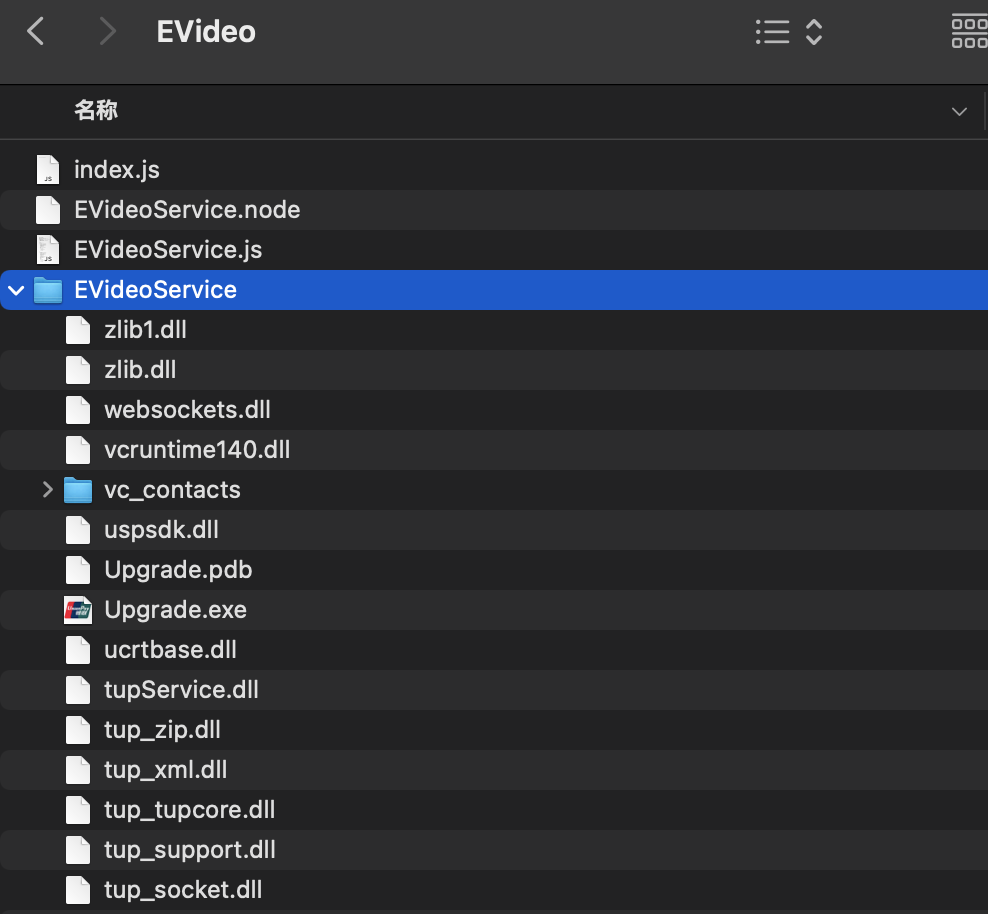 EVideo
名称
index.js
EVideoService.node
EVideoService.js
EVideoService
zlib1.dll
zlib.dll
websockets.dll
vcruntime140.dll
vc_contacts
uspsdk.dll
Upgrade.pdb
Upgrade.exe
ucrtbase.dll
tupService.dll
tup_zip.dll
tup_xml.dll
tup_tupcore.dll
tup_support.dll
tup_socket.dll